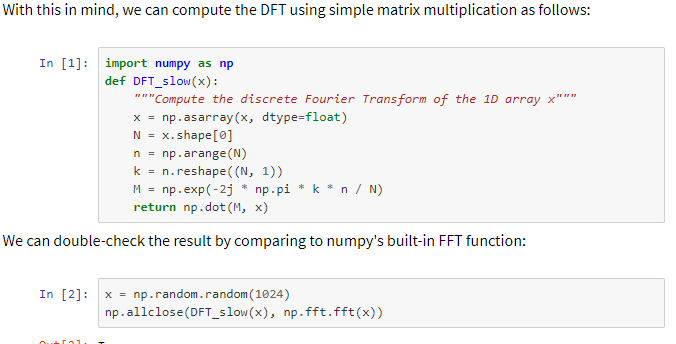 With this in mind, we can compute the DFT using simple matrix multiplication as follows:
In [1]: import numpy as np
def DFT_slow(x):
    """Compute the discrete Fourier Transform of the 1D array x"""
    x = np.asarray(x, dtype=float)
    N = x.shape[0]
    n = np.arange(N)
    k = n.reshape((N, 1))
    M = np.exp(-2j * np.pi * k * n / N)
    return np.dot(M, x)
We can double-check the result by comparing to numpy's built-in FFT function:
In [2]: x = np.random.random(1024)
np.allclose(DFT_slow(x), np.fft.fft(x))